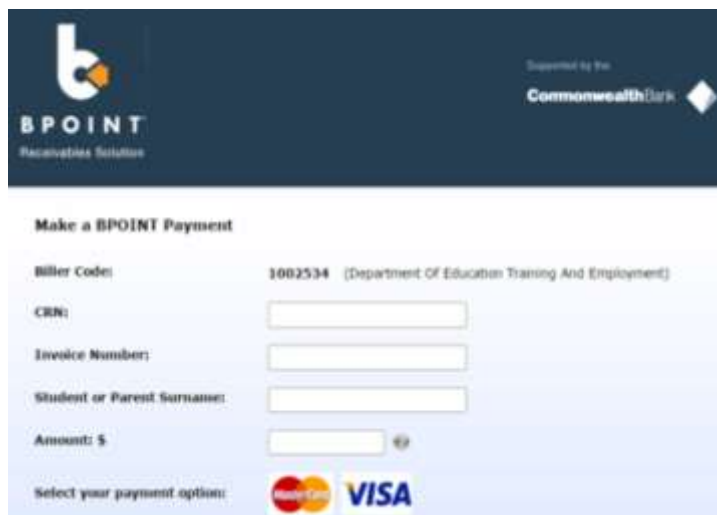 Supported by the
CommonwealthBank
BPOINT
Receivables Solution
Make a BPOINT Payment
Biller Code: 1002534 (Department Of Education Training And Employment)
CRN:
Invoice Number:
Student or Parent Surname:
Amount: $
Select your payment option: MasterCard VISA